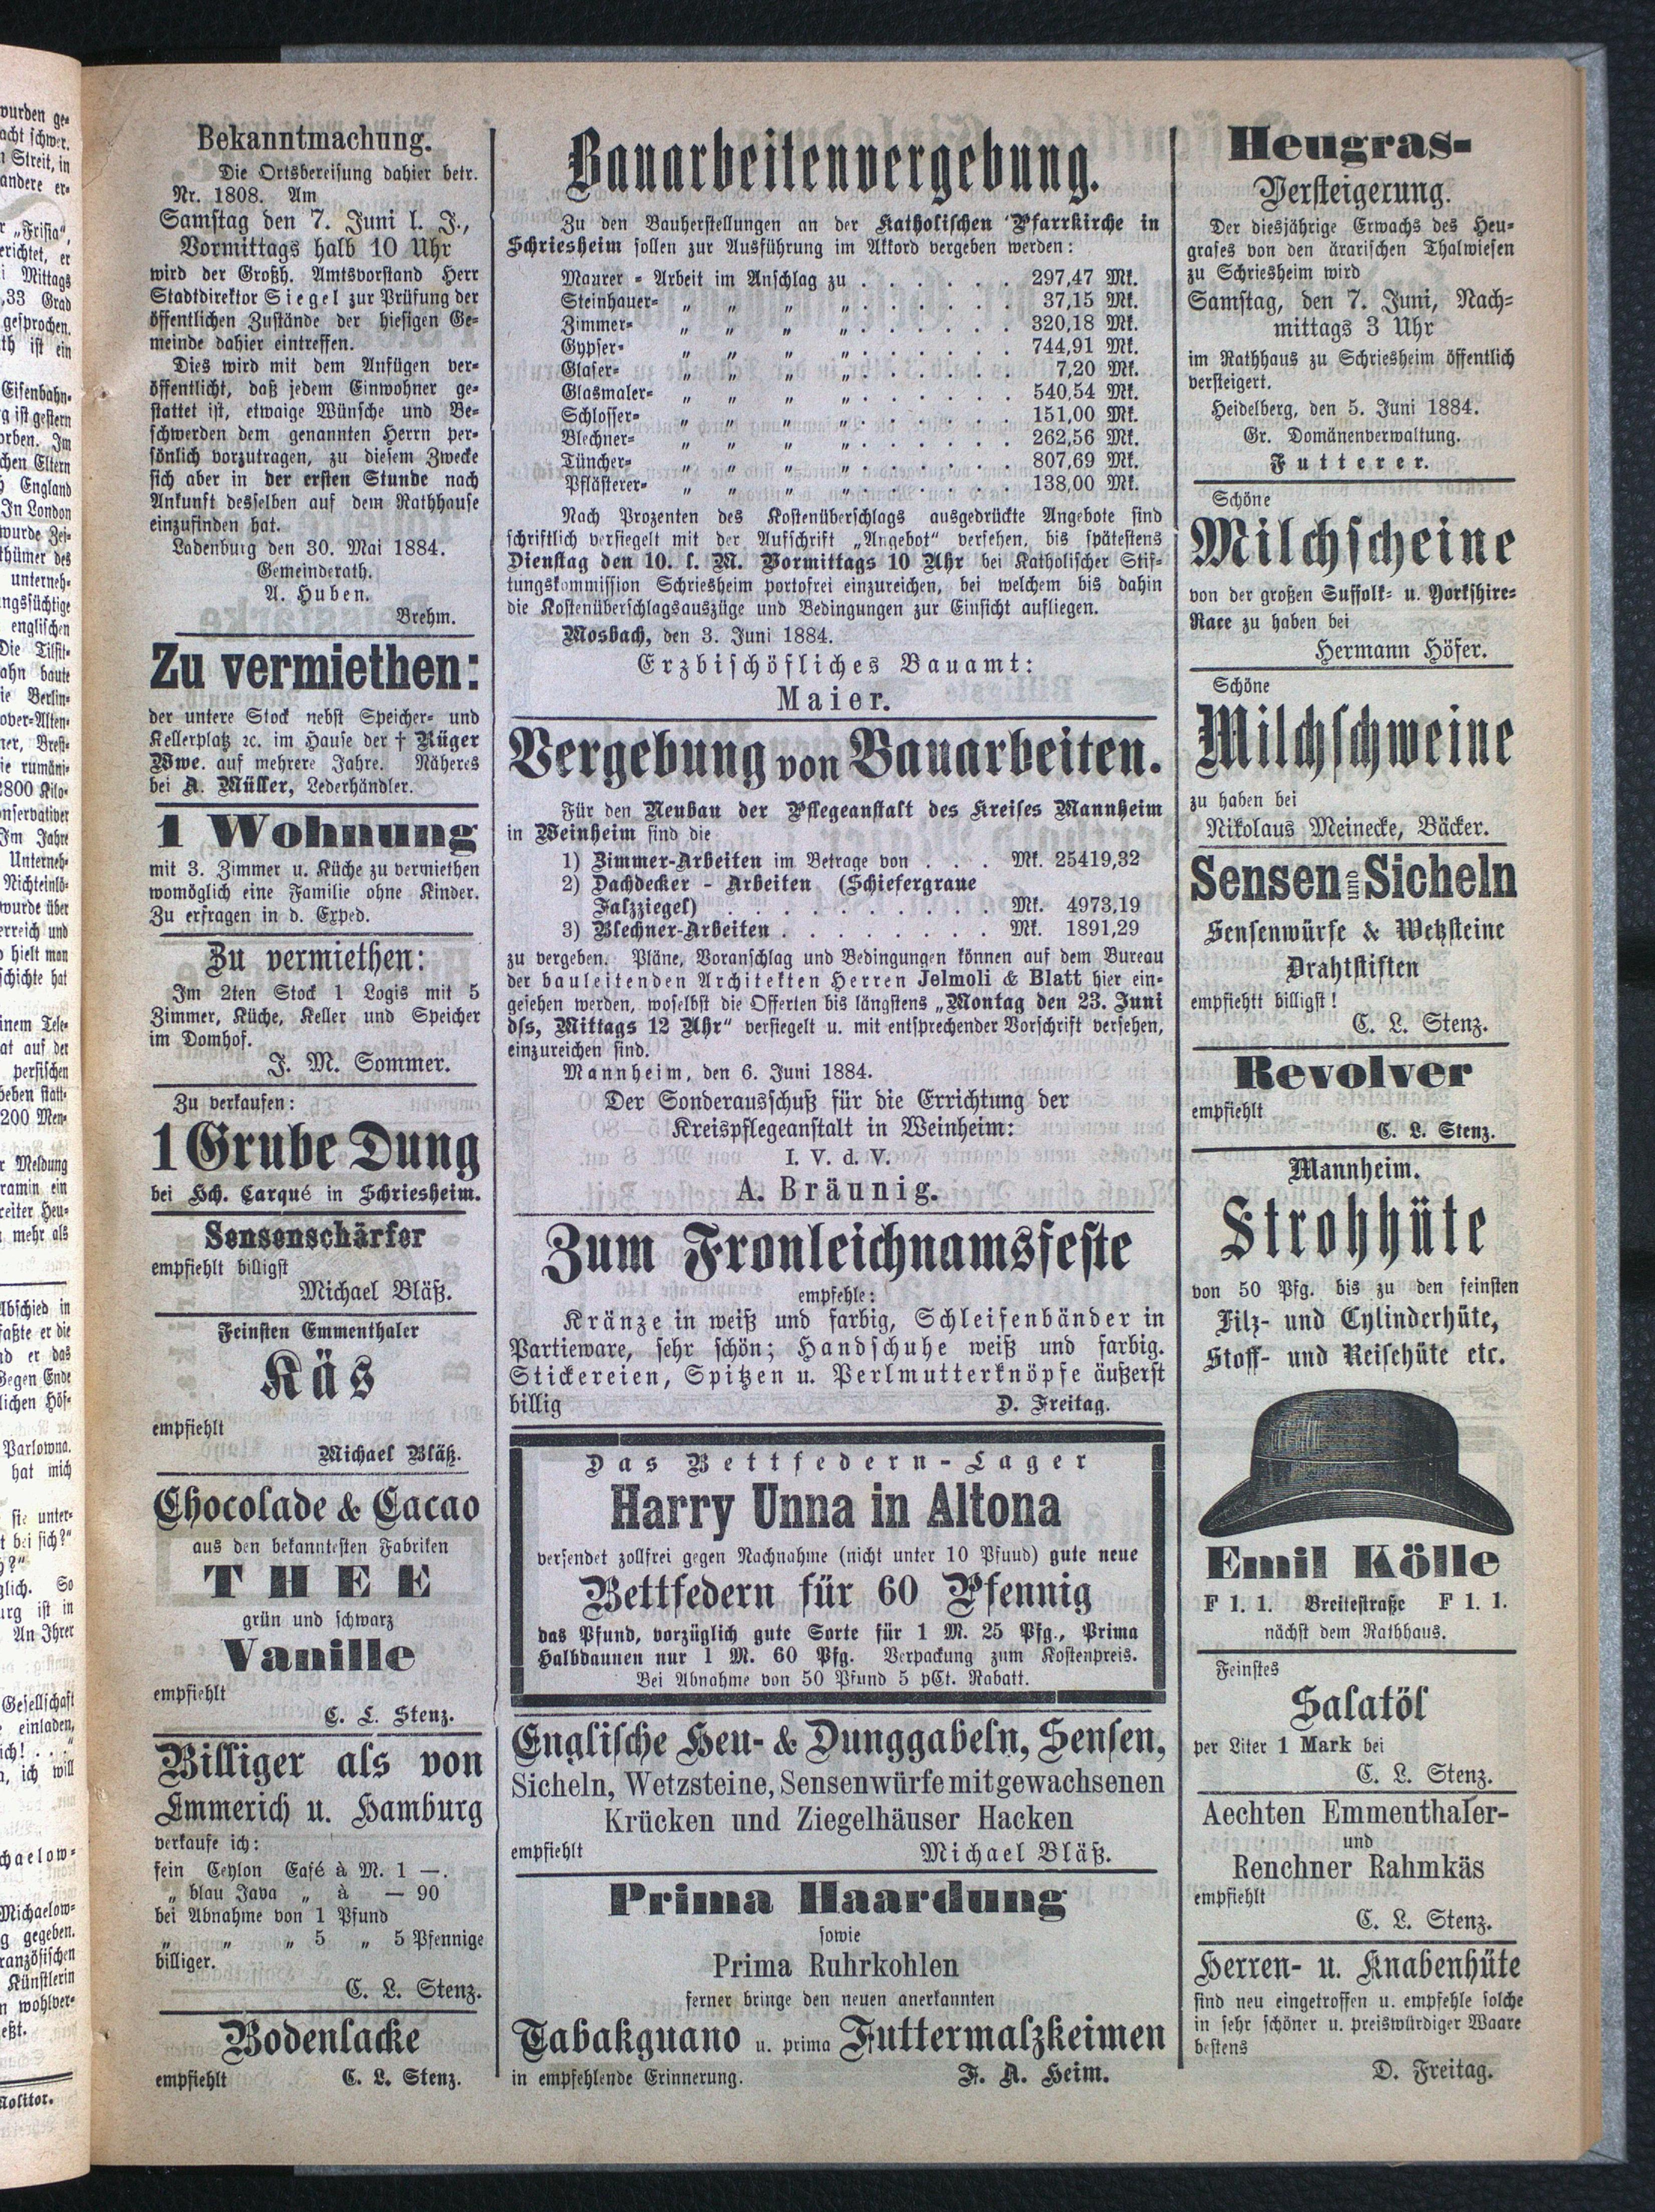 Bekanntmachung.
Die Ortsbereisung dahier betr.
Nr. 1808. Am
Samstag den 7. Juni l. J.,
Vormittags halb 10 Uhr
wird der Großh. Amtsvorstand Herr
Stadtdirektor Siegel zur Prüfung der
öffentlichen Zustände der hiesigen Ge-
meinde dahier eintreffen.
Dies wird mit dem Anfügen ver-
öffentlicht, daß jedem Einwohner ge-
stattet ist, etwaige Wünsche und Be-
schwerden dem genannten Herrn per-
sönlich vorzutragen, zu diesem Zwecke
sich aber in der ersten Stunde nach
Ankunft desselben auf dem Rathhause
einzufinden hat.
Ladenburg den 30. Mai 1884.
Gemeinderath.
A. Huben.
Brehm.
Zu vermiethen:
der untere Stock nebst Speicher- und
Kellerplatz ꝛc. im Hause der † Rüger
Wwe. auf mehrere Jahre. Näheres
bei A. Müller, Lederhändler.
1 Wohnung
mit 3. Zimmer u. Küche zu vermiethen
womöglich eine Familie ohne Kinder.
Zu erfragen in d. Exped.
Zu vermiethen:
Im 2ten Stock 1 Logis mit 5
Zimmer, Küche, Keller und Speicher
im Domhof.
J. M. Sommer.
Zu verkaufen:
1 Grube Dung
bei Hch. Carqué in Schriesheim.
Sensenschärfer
empfiehlt billigst
Michael Bläß.
Feinsten Emmenthaler
Käs
empfiehlt
Michael Bläß.
Chocolade & Cacao
aus den bekanntesten Fabriken
THEE
grün und schwarz
Vanille
empfiehlt
C. L. Stenz.
Billiger als von
Emmerich u. Hamburg
verkaufe ich:
fein Ceylon Café à M. 1 —.
„ blau Java „ à — 90
bei Abnahme von 1 Pfund
„ „ „ 5 „ 5 Pfennige
billiger.
C. L. Stenz.
Bodenlacke
empfiehlt C. L. Stenz.
Bauarbeitenvergebung.
Zu den Bauherstellungen an der Katholischen Pfarrkirche in
Schriesheim sollen zur Ausführung im Akkord vergeben werden:
Maurer - Arbeit im Anschlag zu . . . . . . 297,47 Mk.
Steinhauer- „ „ „ „ . . . . . . 37,15 Mk.
Zimmer- „ „ „ „ . . . . . . 320,18 Mk.
Gypser- „ „ „ „ . . . . . . 744,91 Mk.
Glaser- „ „ „ „ . . . . . . 7,20 Mk.
Glasmaler- „ „ „ „ . . . . . . 540,54 Mk.
Schlosser- „ „ „ „ . . . . . . 151,00 Mk.
Blechner- „ „ „ „ . . . . . . 262,56 Mk.
Tüncher- „ „ „ „ . . . . . . 807,69 Mk.
Pflästerer- „ „ „ „ . . . . . . 138,00 Mk.
Nach Prozenten des Kostenüberschlags ausgedrückte Angebote sind
schriftlich versiegelt mit der Aufschrift „Angebot“ versehen, bis spätestens
Dienstag den 10. l. M. Vormittags 10 Uhr bei Katholischer Stif-
tungskommission Schriesheim portofrei einzureichen, bei welchem bis dahin
die Kostenüberschlagsauszüge und Bedingungen zur Einsicht aufliegen.
Mosbach, den 3. Juni 1884.
Erzbischöfliches Bauamt:
Maier.
Vergebung von Bauarbeiten.
Für den Neubau der Pflegeanstalt des Kreises Mannheim
in Weinheim sind die
1) Zimmer-Arbeiten im Betrage von . . . Mk. 25419,32
2) Dachdecker - Arbeiten (Schiefergraue
Falzziegel) . . . . . . . . . . Mk. 4973,19
3) Blechner-Arbeiten . . . . . . . . Mk. 1891,29
zu vergeben. Pläne, Voranschlag und Bedingungen können auf dem Bureau
der bauleitenden Architekten Herren Jelmoli & Blatt hier ein-
gesehen werden, woselbst die Offerten bis längstens „Montag den 23. Juni
dss, Mittags 12 Uhr“ versiegelt u. mit entsprechender Vorschrift versehen,
einzureichen sind.
Mannheim, den 6. Juni 1884.
Der Sonderausschuß für die Errichtung der
Kreispflegeanstalt in Weinheim:
I. V. d. V.
A. Bräunig.
Zum Fronleichnamsfeste
empfehle:
Kränze in weiß und farbig, Schleifenbänder in
Partieware, sehr schön; Handschuhe weiß und farbig.
Stickereien, Spitzen u. Perlmutterknöpfe äußerst
billig D. Freitag.
Das Bettfedern-Lager
Harry Unna in Altona
versendet zollfrei gegen Nachnahme (nicht unter 10 Pfuud) gute neue
Bettfedern für 60 Pfennig
das Pfund, vorzüglich gute Sorte für 1 M. 25 Pfg., Prima
Halbdaunen nur 1 M. 60 Pfg. Verpackung zum Kostenpreis.
Bei Abnahme von 50 Pfund 5 pCt. Rabatt.
Englische Heu- & Dunggabeln, Sensen,
Sicheln, Wetzsteine, Sensenwürfe mit gewachsenen
Krücken und Ziegelhäuser Hacken
empfiehlt Michael Bläß.
Prima Haardung
sowie
Prima Ruhrkohlen
ferner bringe den neuen anerkannten
Tabakguano u. prima Futtermalzkeimen
in empfehlende Erinnerung. F. A. Heim.
Heugras-
Versteigerung.
Der diesjährige Erwachs des Heu-
grases von den ärarischen Thalwiesen
zu Schriesheim wird
Samstag, den 7. Juni, Nach-
mittags 3 Uhr
im Rathhaus zu Schriesheim öffentlich
versteigert.
Heidelberg, den 5. Juni 1884.
Gr. Domänenverwaltung.
Futterer.
Schöne
Milchscheine
von der großen Suffolk- u. Yorkshire-
Race zu haben bei
Hermann Höfer.
Schöne
Milchschweine
zu haben bei
Nikolaus Meinecke, Bäcker.
Sensen und Sicheln
Sensenwürfe & Wetzsteine
Drahtstiften
empfiehtt billigst!
C. L. Stenz.
Revolver
empfiehlt
C. L. Stenz.
Mannheim.
Strohhüte
von 50 Pfg. bis zu den feinsten
Filz- und Cylinderhüte,
Stoff- und Reisehüte etc.
Emil Kölle
F 1. 1. Breitestraße F 1. 1.
nächst dem Rathhaus.
Feinstes
Salatöl
per Liter 1 Mark bei
C. L. Stenz.
Aechten Emmenthaler-
und
Renchner Rahmkäs
empfiehlt
C. L. Stenz.
Herren- u. Knabenhüte
sind neu eingetroffen u. empfehle solche
in sehr schöner u. preiswürdiger Waare
bestens
D. Freitag.